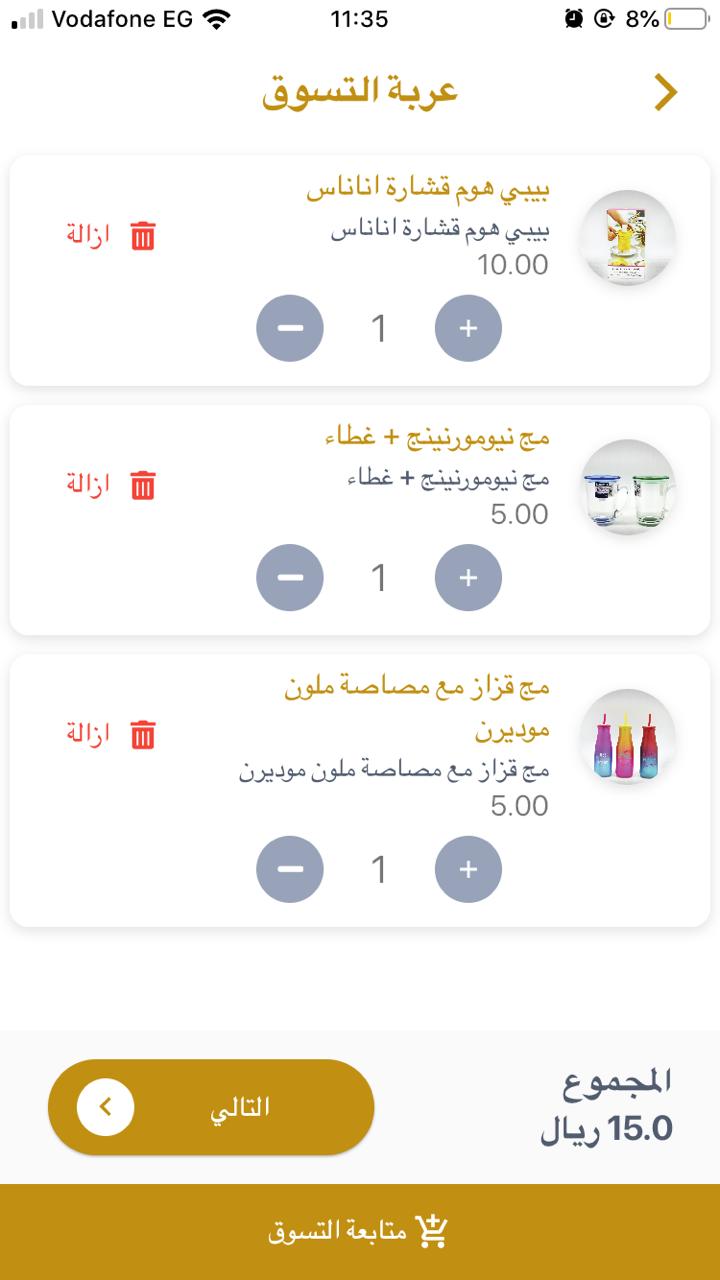 Vodafone EG 11:35 8%
عربة التسوق
بيبي هوم قشارة اناناس
بيبي هوم قشارة اناناس
10.00
ازالة
1
مج نيومورنينج + غطاء
مج نيومورنينج + غطاء
5.00
ازالة
1
مج قزاز مع مصاصة ملون
موديرن
مج قزاز مع مصاصة ملون موديرن
5.00
ازالة
1
المجموع
15.0 ريال
التالي
متابعة التسوق